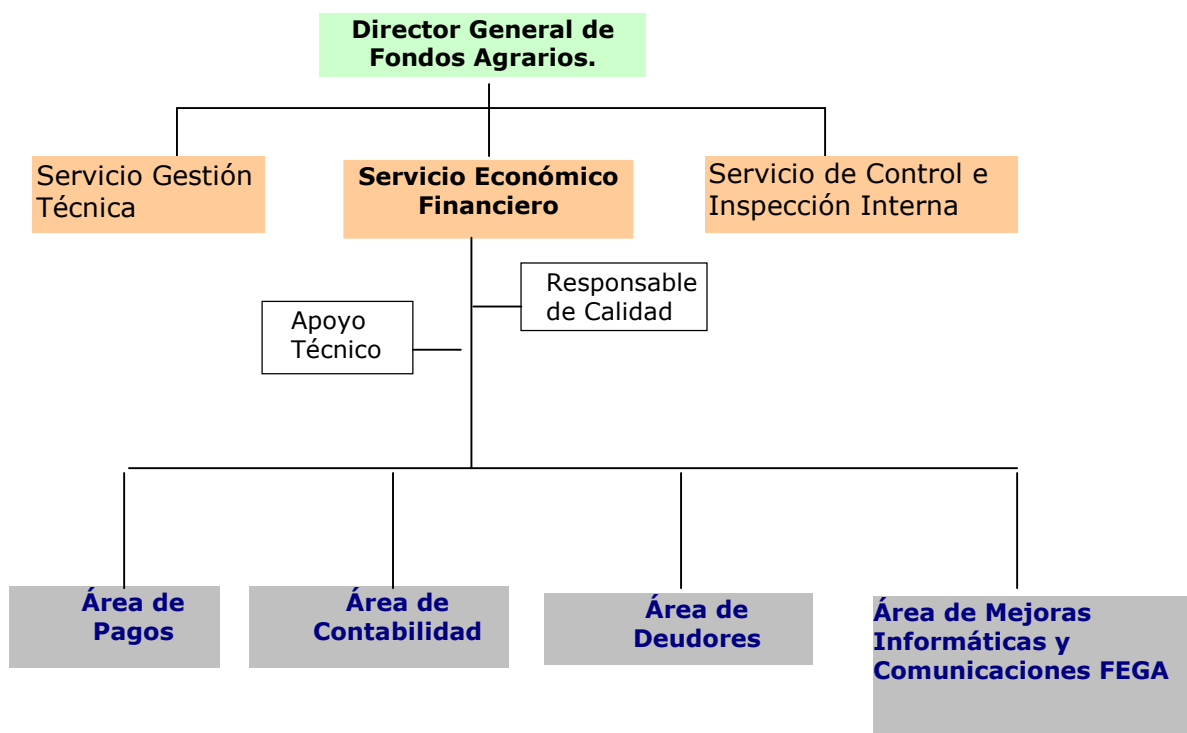 Director General de
Fondos Agrarios.
Servicio Gestión
Técnica
Servicio Económico
Financiero
Servicio de Control e
Inspección Interna
Responsable
de Calidad
Apoyo
Técnico
Área de
Pagos
Área de
Contabilidad
Área de
Deudores
Área de Mejoras
Informáticas y
Comunicaciones FEGA